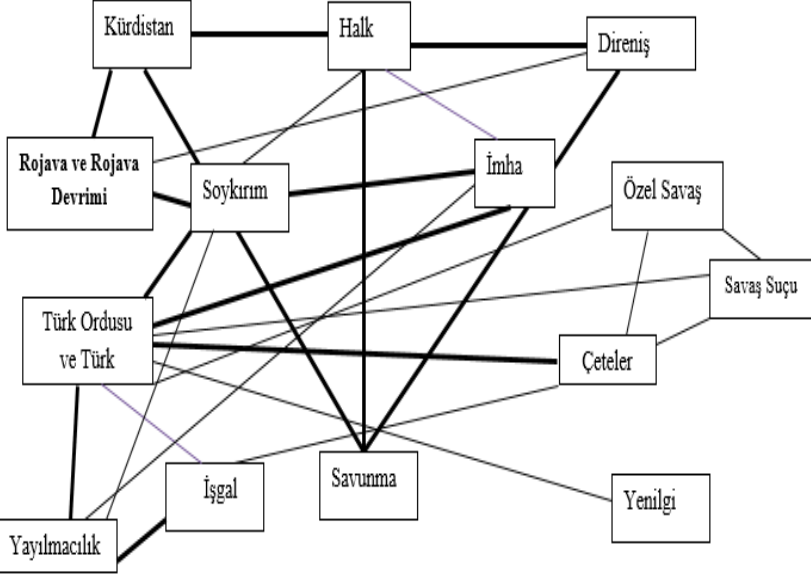 Kürdistan
Halk
Direniş
Rojava ve Rojava
Devrimi
Soykırım
İmha
Özel Savaş
Savaş Suçu
Türk Ordusu
ve Türk
Çeteler
İşgal
Savunma
Yenilgi
Yayılmacılık